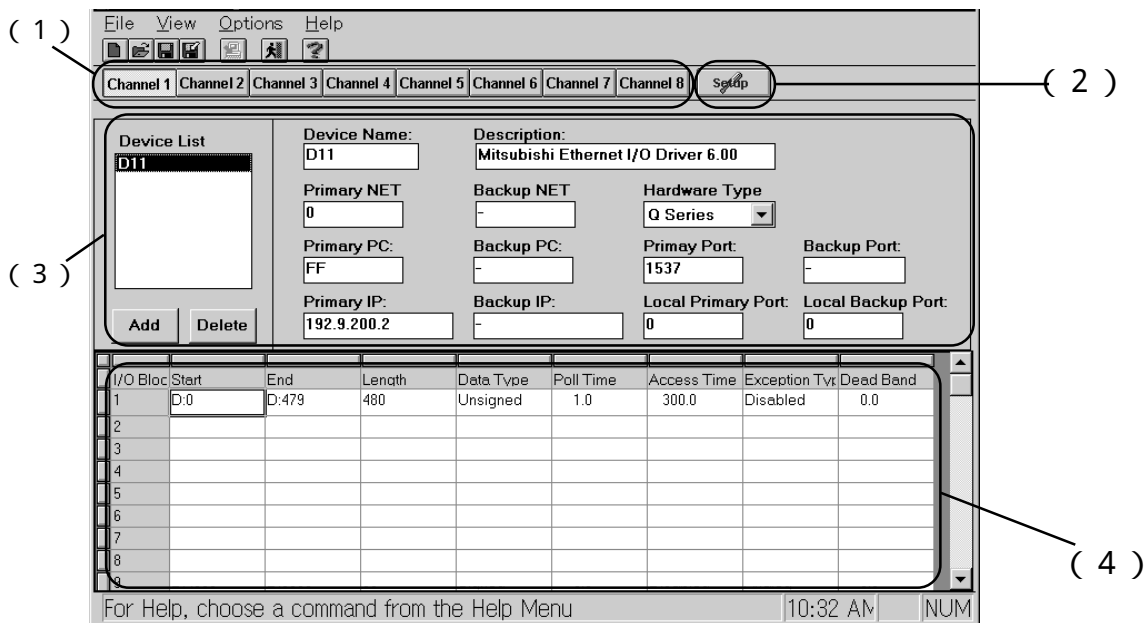 File View Options Help
( 1 )
Channel 1 Channel 2 Channel 3 Channel 4 Channel 5 Channel 6 Channel 7 Channel 8 Setup
( 2 )
Device List
D11
Add Delete
Device Name: Description:
D11 Mitsubishi Ethernet I/O Driver 6.00
Primary NET Backup NET Hardware Type
0 - Q Series
Primary PC: Backup PC: Primay Port: Backup Port:
FF - 1537 -
Primary IP: Backup IP: Local Primary Port: Local Backup Port:
192.9.200.2 - 0 0
( 3 )
I/O Bloc Start End Length Data Type Poll Time Access Time Exception Typ Dead Band
1 D:0 D:479 480 Unsigned 1.0 300.0 Disabled 0.0
2
3
4
5
6
7
8
9
( 4 )
For Help, choose a command from the Help Menu 10:32 AM NUM